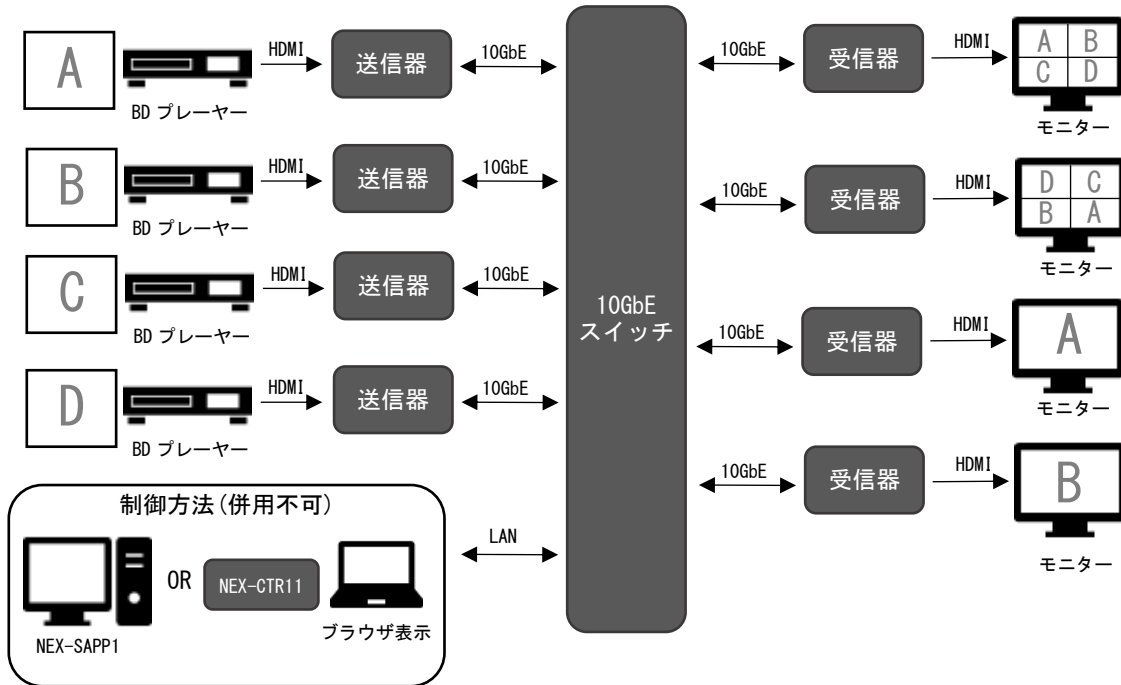 A
BD プレーヤー
HDMI
送信器
10GbE
B
BD プレーヤー
HDMI
送信器
10GbE
C
BD プレーヤー
HDMI
送信器
10GbE
D
BD プレーヤー
HDMI
送信器
10GbE
制御方法(併用不可)
NEX-SAPP1
OR
NEX-CTR11
ブラウザ表示
LAN
10GbE
スイッチ
10GbE
受信器
HDMI
A B
C D
モニター
10GbE
受信器
HDMI
D C
B A
モニター
10GbE
受信器
HDMI
A
モニター
10GbE
受信器
HDMI
B
モニター